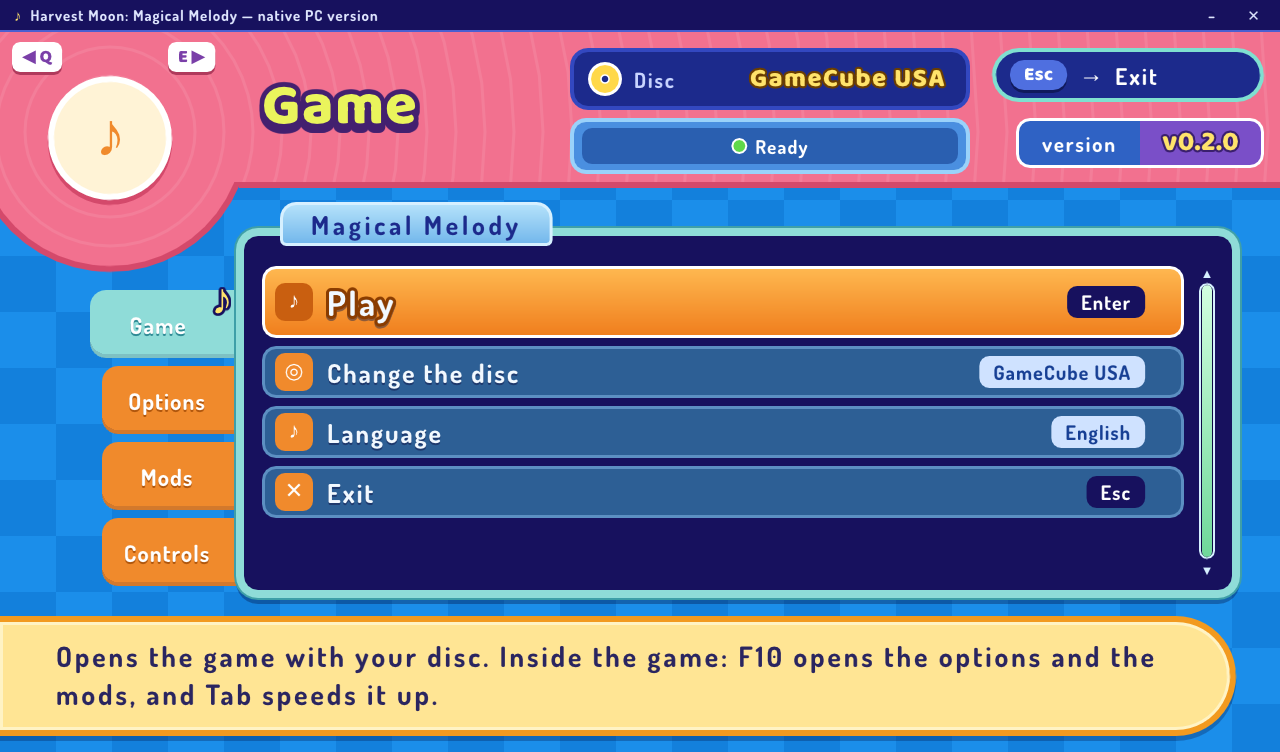 ♪ Harvest Moon: Magical Melody — native PC version
◀ Q
E ▶
Game
Disc GameCube USA
Ready
Esc → Exit
version v0.2.0
Magical Melody
Game
Options
Mods
Controls
Play Enter
Change the disc GameCube USA
Language English
Exit Esc
Opens the game with your disc. Inside the game: F10 opens the options and the
mods, and Tab speeds it up.